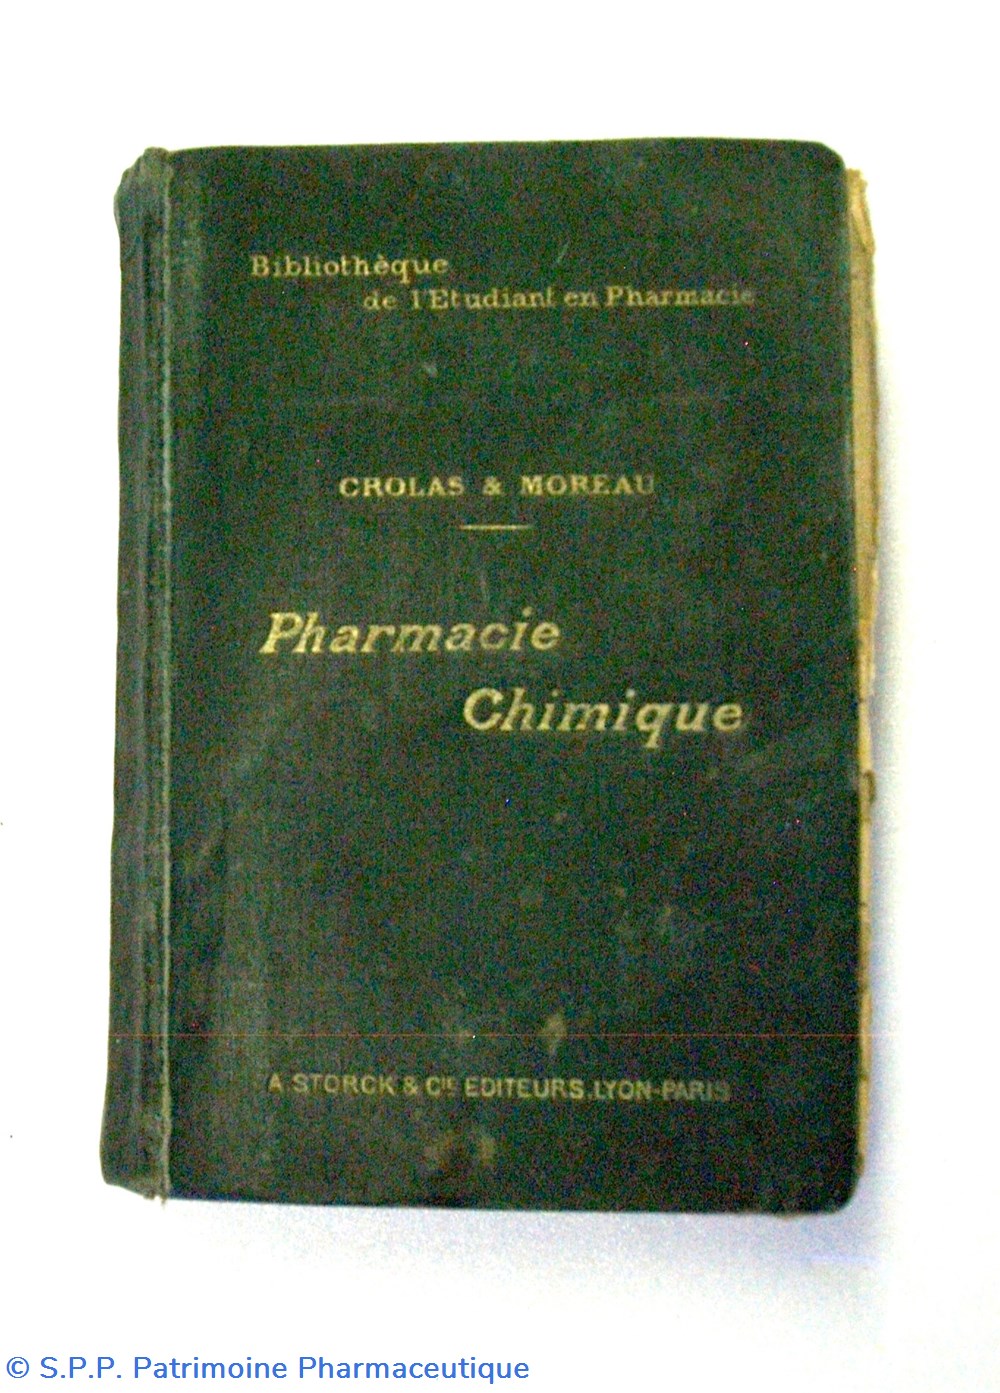 Bibliothèque
de l'Etudiant en Pharmacie
CROLAS & MOREAU
Pharmacie
Chimique
A. STORCK & Cie EDITEURS. LYON-PARIS
© S.P.P. Patrimoine Pharmaceutique